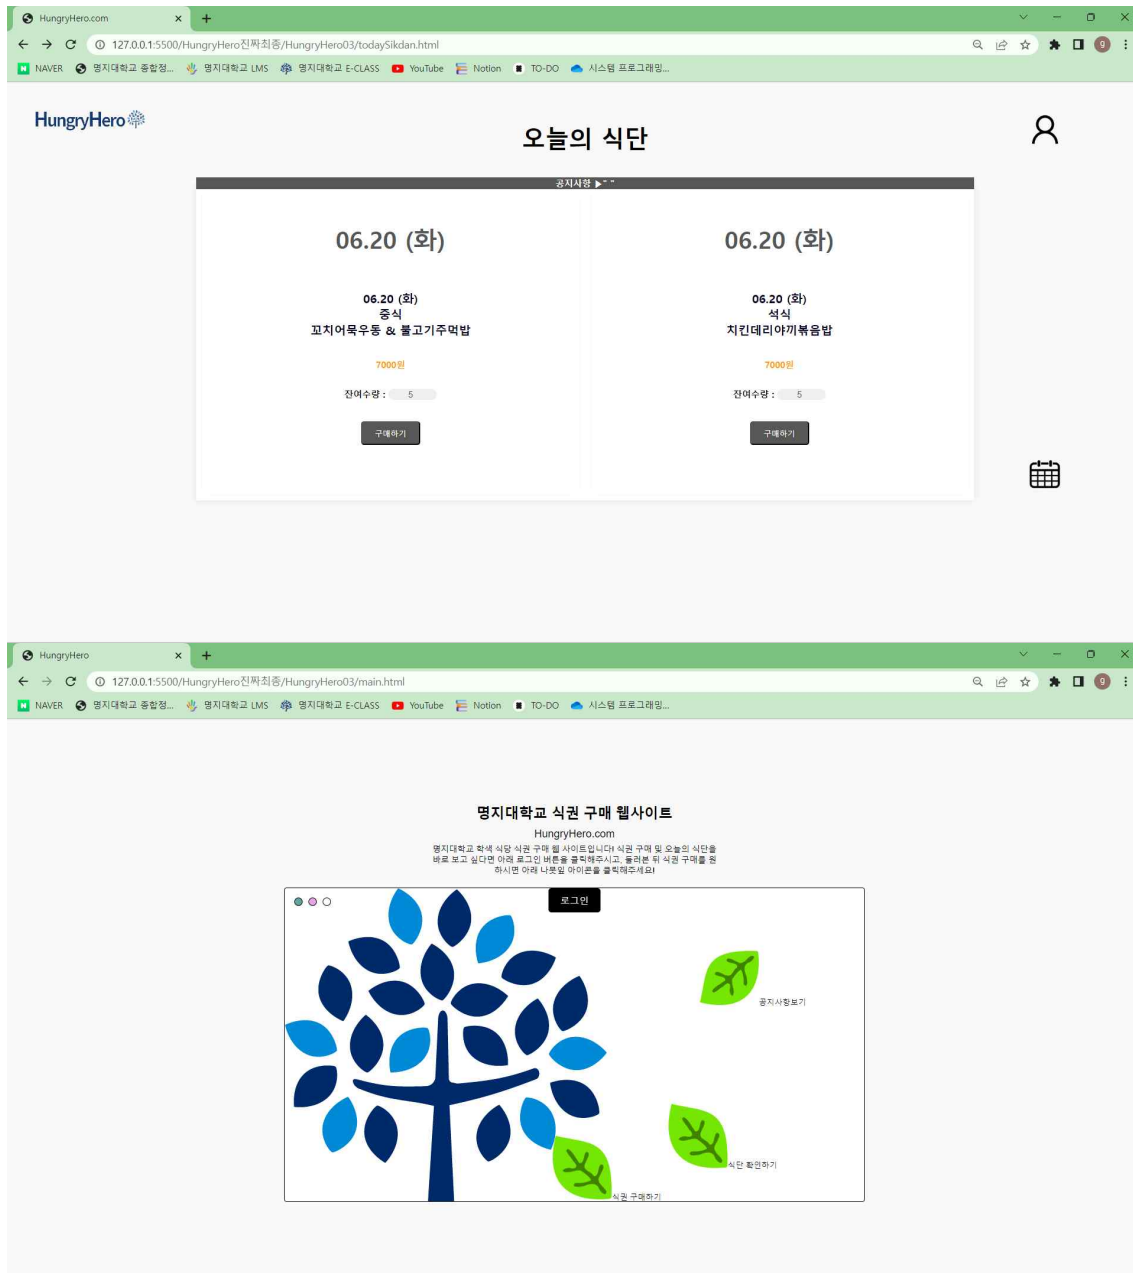 HungryHero.com
127.0.0.1:5500/HungryHero진짜최종/HungryHero03/todaySikdan.html
g
NAVER 명지대학교 종합정... 명지대학교 LMS 명지대학교 E-CLASS YouTube Notion TO-DO 시스템 프로그래밍...
HungryHero
오늘의 식단
공지사항 ▶" "
06.20 (화)
06.20 (화)
중식
꼬치어묵우동 & 불고기주먹밥
7000원
잔여수량 : 5
구매하기
06.20 (화)
06.20 (화)
석식
치킨데리야끼볶음밥
7000원
잔여수량 : 5
구매하기
HungryHero
127.0.0.1:5500/HungryHero진짜최종/HungryHero03/main.html
g
NAVER 명지대학교 종합정... 명지대학교 LMS 명지대학교 E-CLASS YouTube Notion TO-DO 시스템 프로그래밍...
명지대학교 식권 구매 웹사이트
HungryHero.com
명지대학교 학색 식당 식권 구매 웹 사이트입니다! 식권 구매 및 오늘의 식단을
바로 보고 싶다면 아래 로그인 버튼을 클릭해주시고, 둘러본 뒤 식권 구매를 원
하시면 아래 나뭇잎 아이콘을 클릭해주세요!
로그인
공지사항보기
식단 확인하기
식권 구매하기